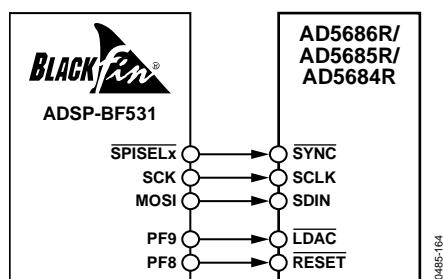 BLACKfin
ADSP-BF531
SPISELx
SCK
MOSI
PF9
PF8
AD5686R/
AD5685R/
AD5684R
SYNC
SCLK
SDIN
LDAC
RESET
0485-164